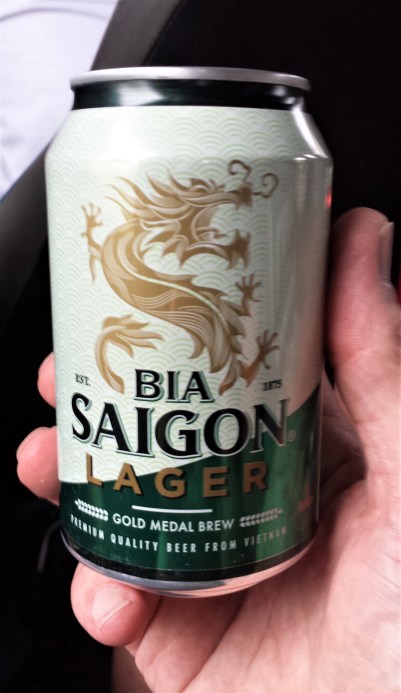 EST. BIA 1875
SAIGON®
LAGER
GOLD MEDAL BREW
PREMIUM QUALITY BEER FROM VIETNAM